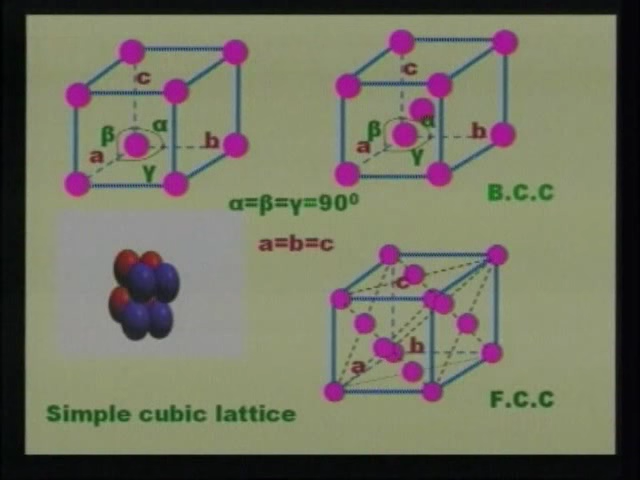 c
β α
a b
γ
c
β α
a b
γ
B.C.C
α=β=γ=90⁰
a=b=c
c
b
a
F.C.C
Simple cubic lattice